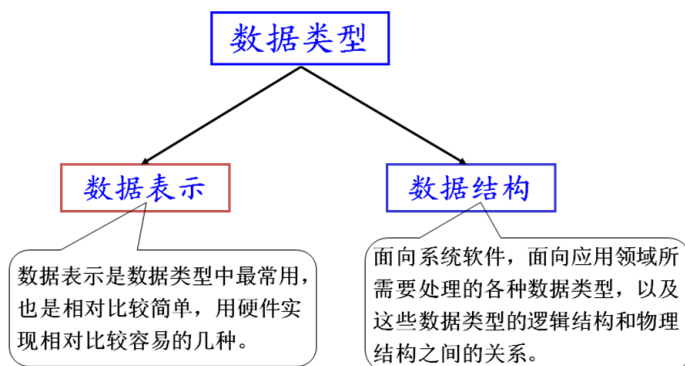 数据类型
数据表示
数据结构
数据表示是数据类型中最常用，
也是相对比较简单，用硬件实
现相对比较容易的几种。
面向系统软件，面向应用领域所
需要处理的各种数据类型，以及
这些数据类型的逻辑结构和物理
结构之间的关系。